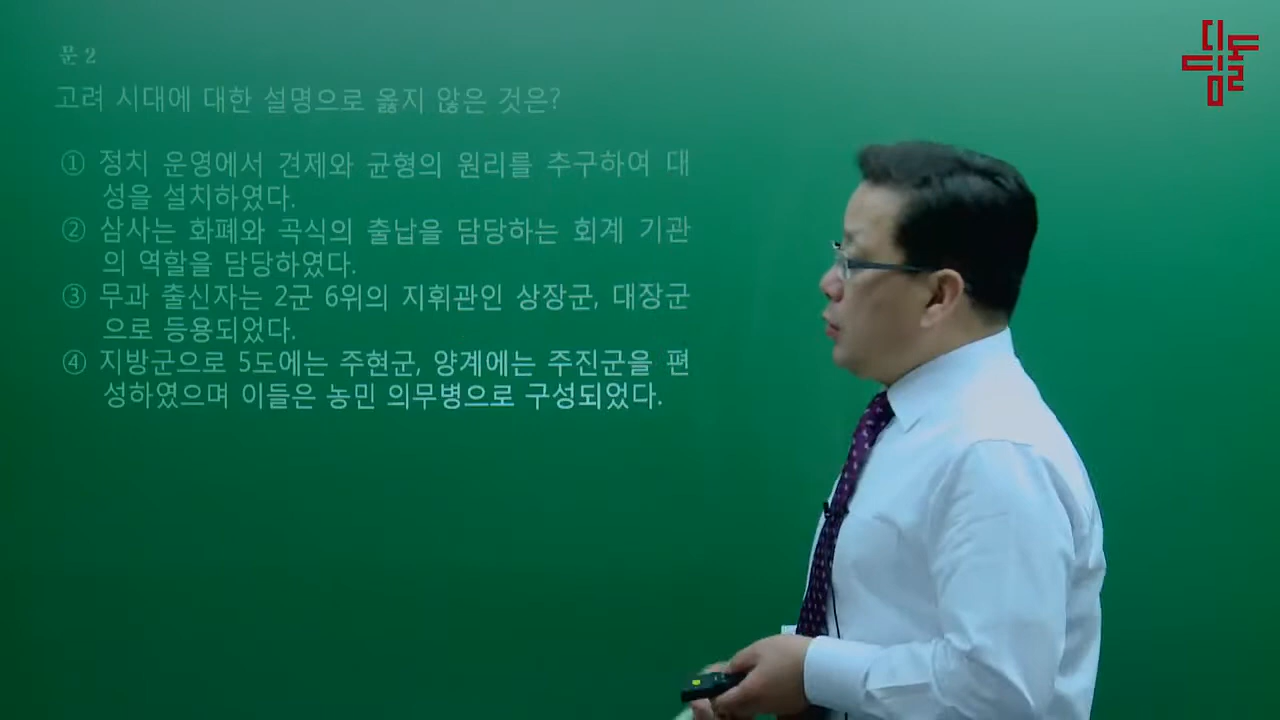 문 2
고려 시대에 대한 설명으로 옳지 않은 것은?
① 정치 운영에서 견제와 균형의 원리를 추구하여 대
성을 설치하였다.
② 삼사는 화폐와 곡식의 출납을 담당하는 회계 기관
의 역할을 담당하였다.
③ 무과 출신자는 2군 6위의 지휘관인 상장군, 대장군
으로 등용되었다.
④ 지방군으로 5도에는 주현군, 양계에는 주진군을 편
성하였으며 이들은 농민 의무병으로 구성되었다.